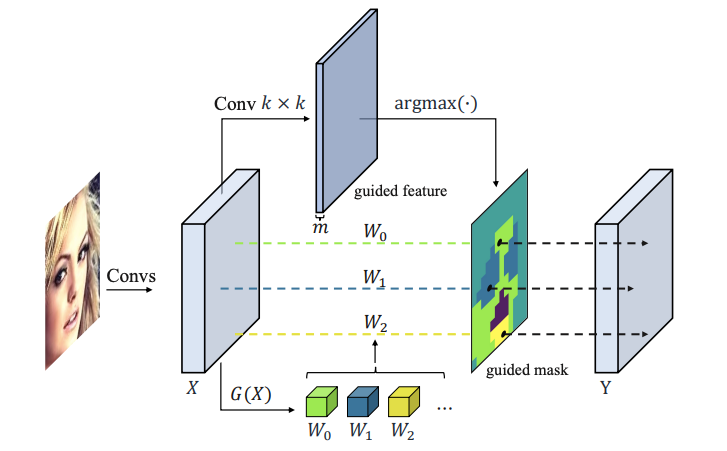 Conv k × k
argmax(·)
guided feature
m
W₀
Convs
W₁
W₂
guided mask
X
Y
G(X)
...
W₀ W₁ W₂